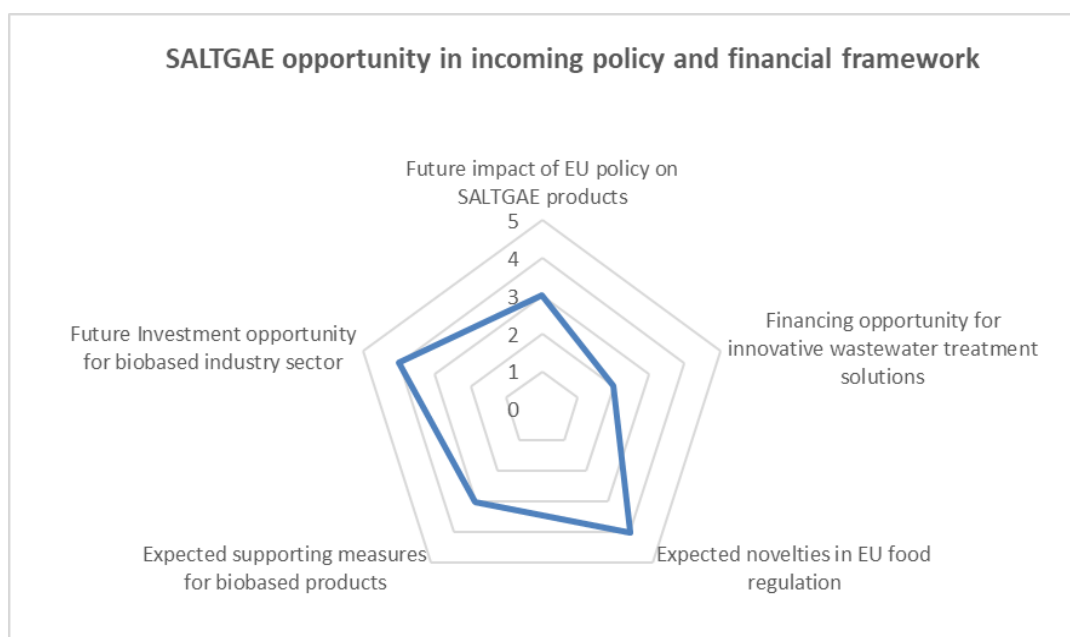 SALTGAE opportunity in incoming policy and financial framework
Future impact of EU policy on
SALTGAE products
5
4
3
2
1
0
Financing opportunity for
innovative wastewater treatment
solutions
Future Investment opportunity
for biobased industry sector
Expected supporting measures
for biobased products
Expected novelties in EU food
regulation